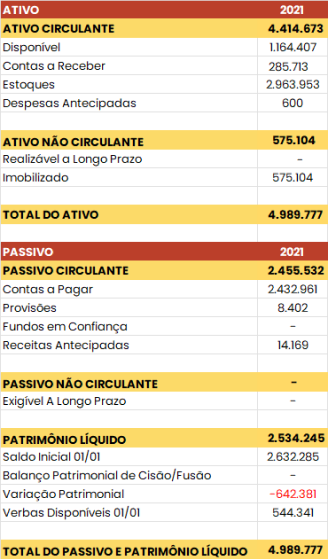 ATIVO 2021
ATIVO CIRCULANTE 4.414.673
Disponível 1.164.407
Contas a Receber 285.713
Estoques 2.963.953
Despesas Antecipadas 600
ATIVO NÃO CIRCULANTE 575.104
Realizável a Longo Prazo -
Imobilizado 575.104
TOTAL DO ATIVO 4.989.777
PASSIVO 2021
PASSIVO CIRCULANTE 2.455.532
Contas a Pagar 2.432.961
Provisões 8.402
Fundos em Confiança -
Receitas Antecipadas 14.169
PASSIVO NÃO CIRCULANTE -
Exigível A Longo Prazo -
PATRIMÔNIO LÍQUIDO 2.534.245
Saldo Inicial 01/01 2.632.285
Balanço Patrimonial de Cisão/Fusão -
Variação Patrimonial -642.381
Verbas Disponíveis 01/01 544.341
TOTAL DO PASSIVO E PATRIMÔNIO LÍQUIDO 4.989.777